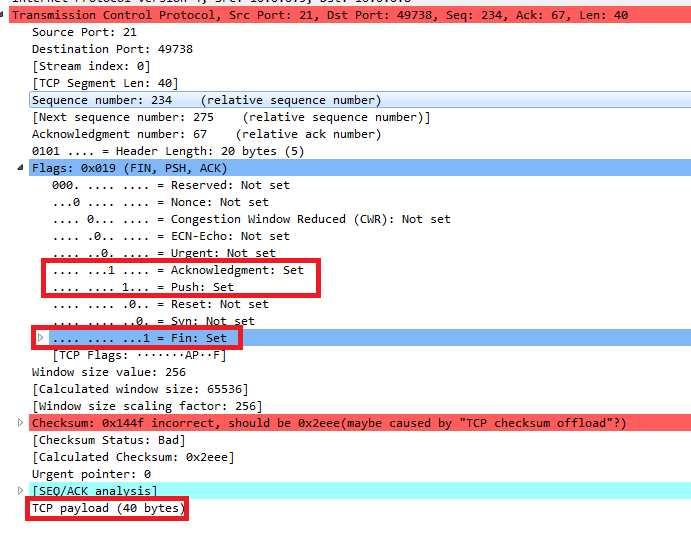 Transmission Control Protocol, Src Port: 21, Dst Port: 49738, Seq: 234, Ack: 67, Len: 40
Source Port: 21
Destination Port: 49738
[Stream index: 0]
[TCP Segment Len: 40]
Sequence number: 234    (relative sequence number)
[Next sequence number: 275    (relative sequence number)]
Acknowledgment number: 67    (relative ack number)
0101 .... = Header Length: 20 bytes (5)
Flags: 0x019 (FIN, PSH, ACK)
000. .... .... = Reserved: Not set
...0 .... .... = Nonce: Not set
.... 0... .... = Congestion Window Reduced (CWR): Not set
.... .0.. .... = ECN-Echo: Not set
.... ..0. .... = Urgent: Not set
.... ...1 .... = Acknowledgment: Set
.... .... 1... = Push: Set
.... .... .0.. = Reset: Not set
.... .... ..0. = Syn: Not set
.... .... ...1 = Fin: Set
[TCP Flags: ·······AP··F]
Window size value: 256
[Calculated window size: 65536]
[Window size scaling factor: 256]
Checksum: 0x144f incorrect, should be 0x2eee(maybe caused by "TCP checksum offload"?)
[Checksum Status: Bad]
[Calculated Checksum: 0x2eee]
Urgent pointer: 0
[SEQ/ACK analysis]
TCP payload (40 bytes)